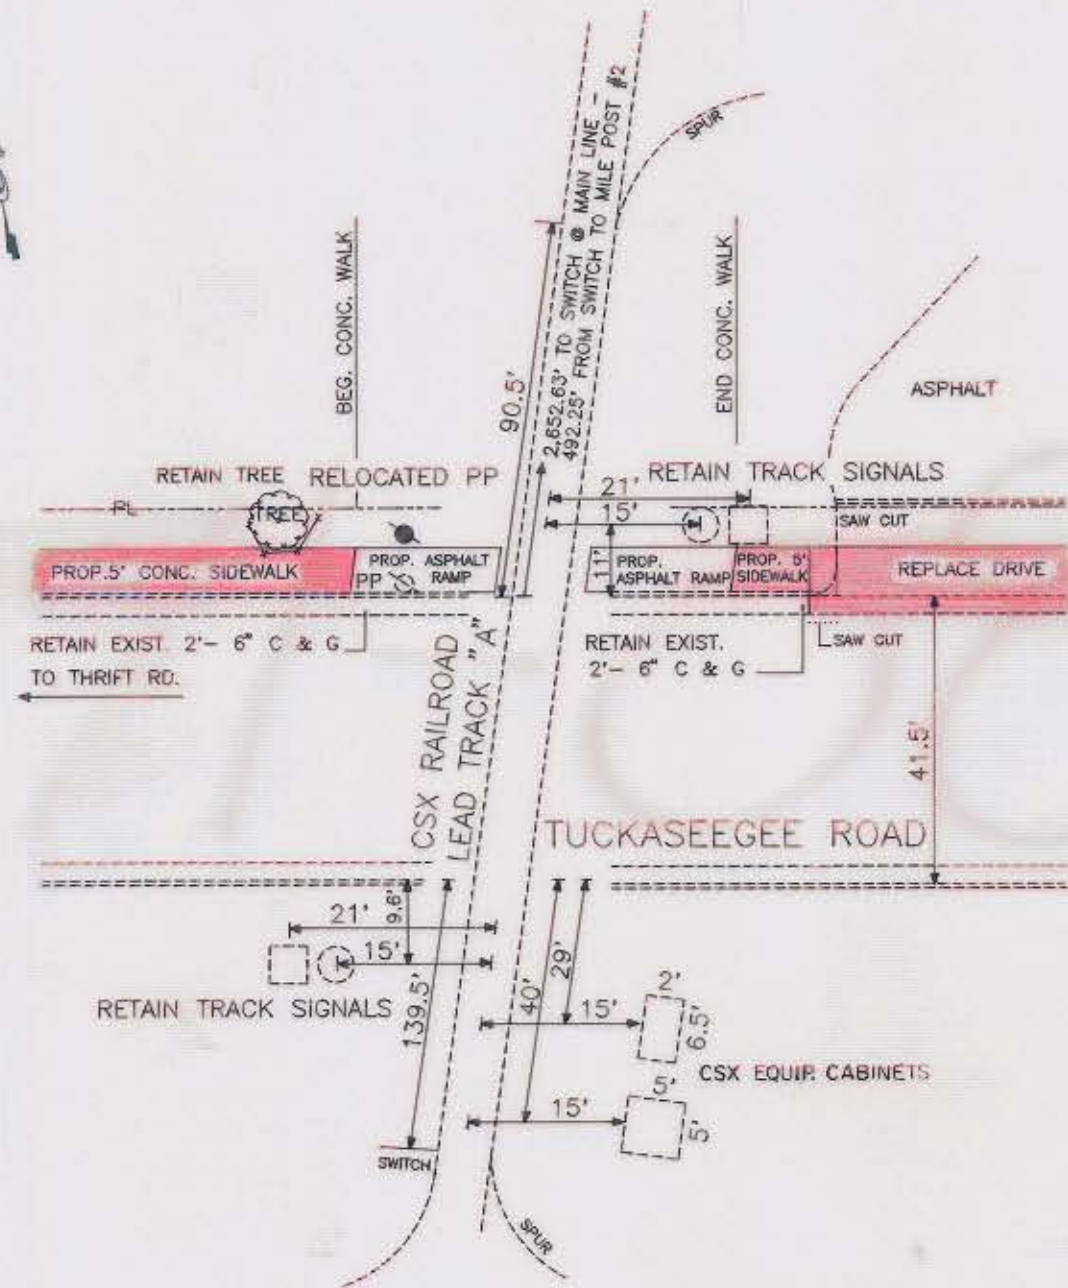 SPUR
2,652.63' TO SWITCH @ MAIN LINE -
492.25' FROM SWITCH TO MILE POST #2
BEG. CONC. WALK
90.5'
END CONC. WALK
ASPHALT
RETAIN TREE
RELOCATED PP
RETAIN TRACK SIGNALS
21'
PL
TREE
15'
SAW CUT
11'
PROP.5' CONC. SIDEWALK
PP
PROP. ASPHALT
RAMP
PROP.
ASPHALT RAMP
PROP. 5'
SIDEWALK
REPLACE DRIVE
RETAIN EXIST. 2'- 6" C & G
TO THRIFT RD.
RETAIN EXIST.
2'- 6" C & G
SAW CUT
CSX RAILROAD
LEAD TRACK "A"
41.5'
TUCKASEEGEE ROAD
21'
9.6'
15'
RETAIN TRACK SIGNALS
139.5'
40'
29'
15'
2'
6.5'
CSX EQUIP. CABINETS
15'
5'
5'
SWITCH
SPUR